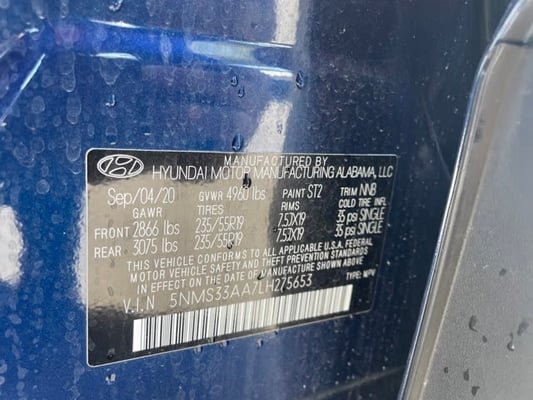 MANUFACTURED BY
HYUNDAI MOTOR MANUFACTURING ALABAMA, LLC
Sep/04/20 GVWR 4960 lbs PAINT ST2 TRIM NNB
GAWR TIRES RIMS COLD TIRE INFL
FRONT 2866 lbs 235/55R19 7.5JX19 35 psi SINGLE
REAR 3075 lbs 235/55R19 7.5JX19 35 psi SINGLE
THIS VEHICLE CONFORMS TO ALL APPLICABLE U.S.A. FEDERAL
MOTOR VEHICLE SAFETY AND THEFT PREVENTION STANDARDS
IN EFFECT ON THE DATE OF MANUFACTURE SHOWN ABOVE.
V.I.N 5NMS33AA7LH275653 TYPE: MPV